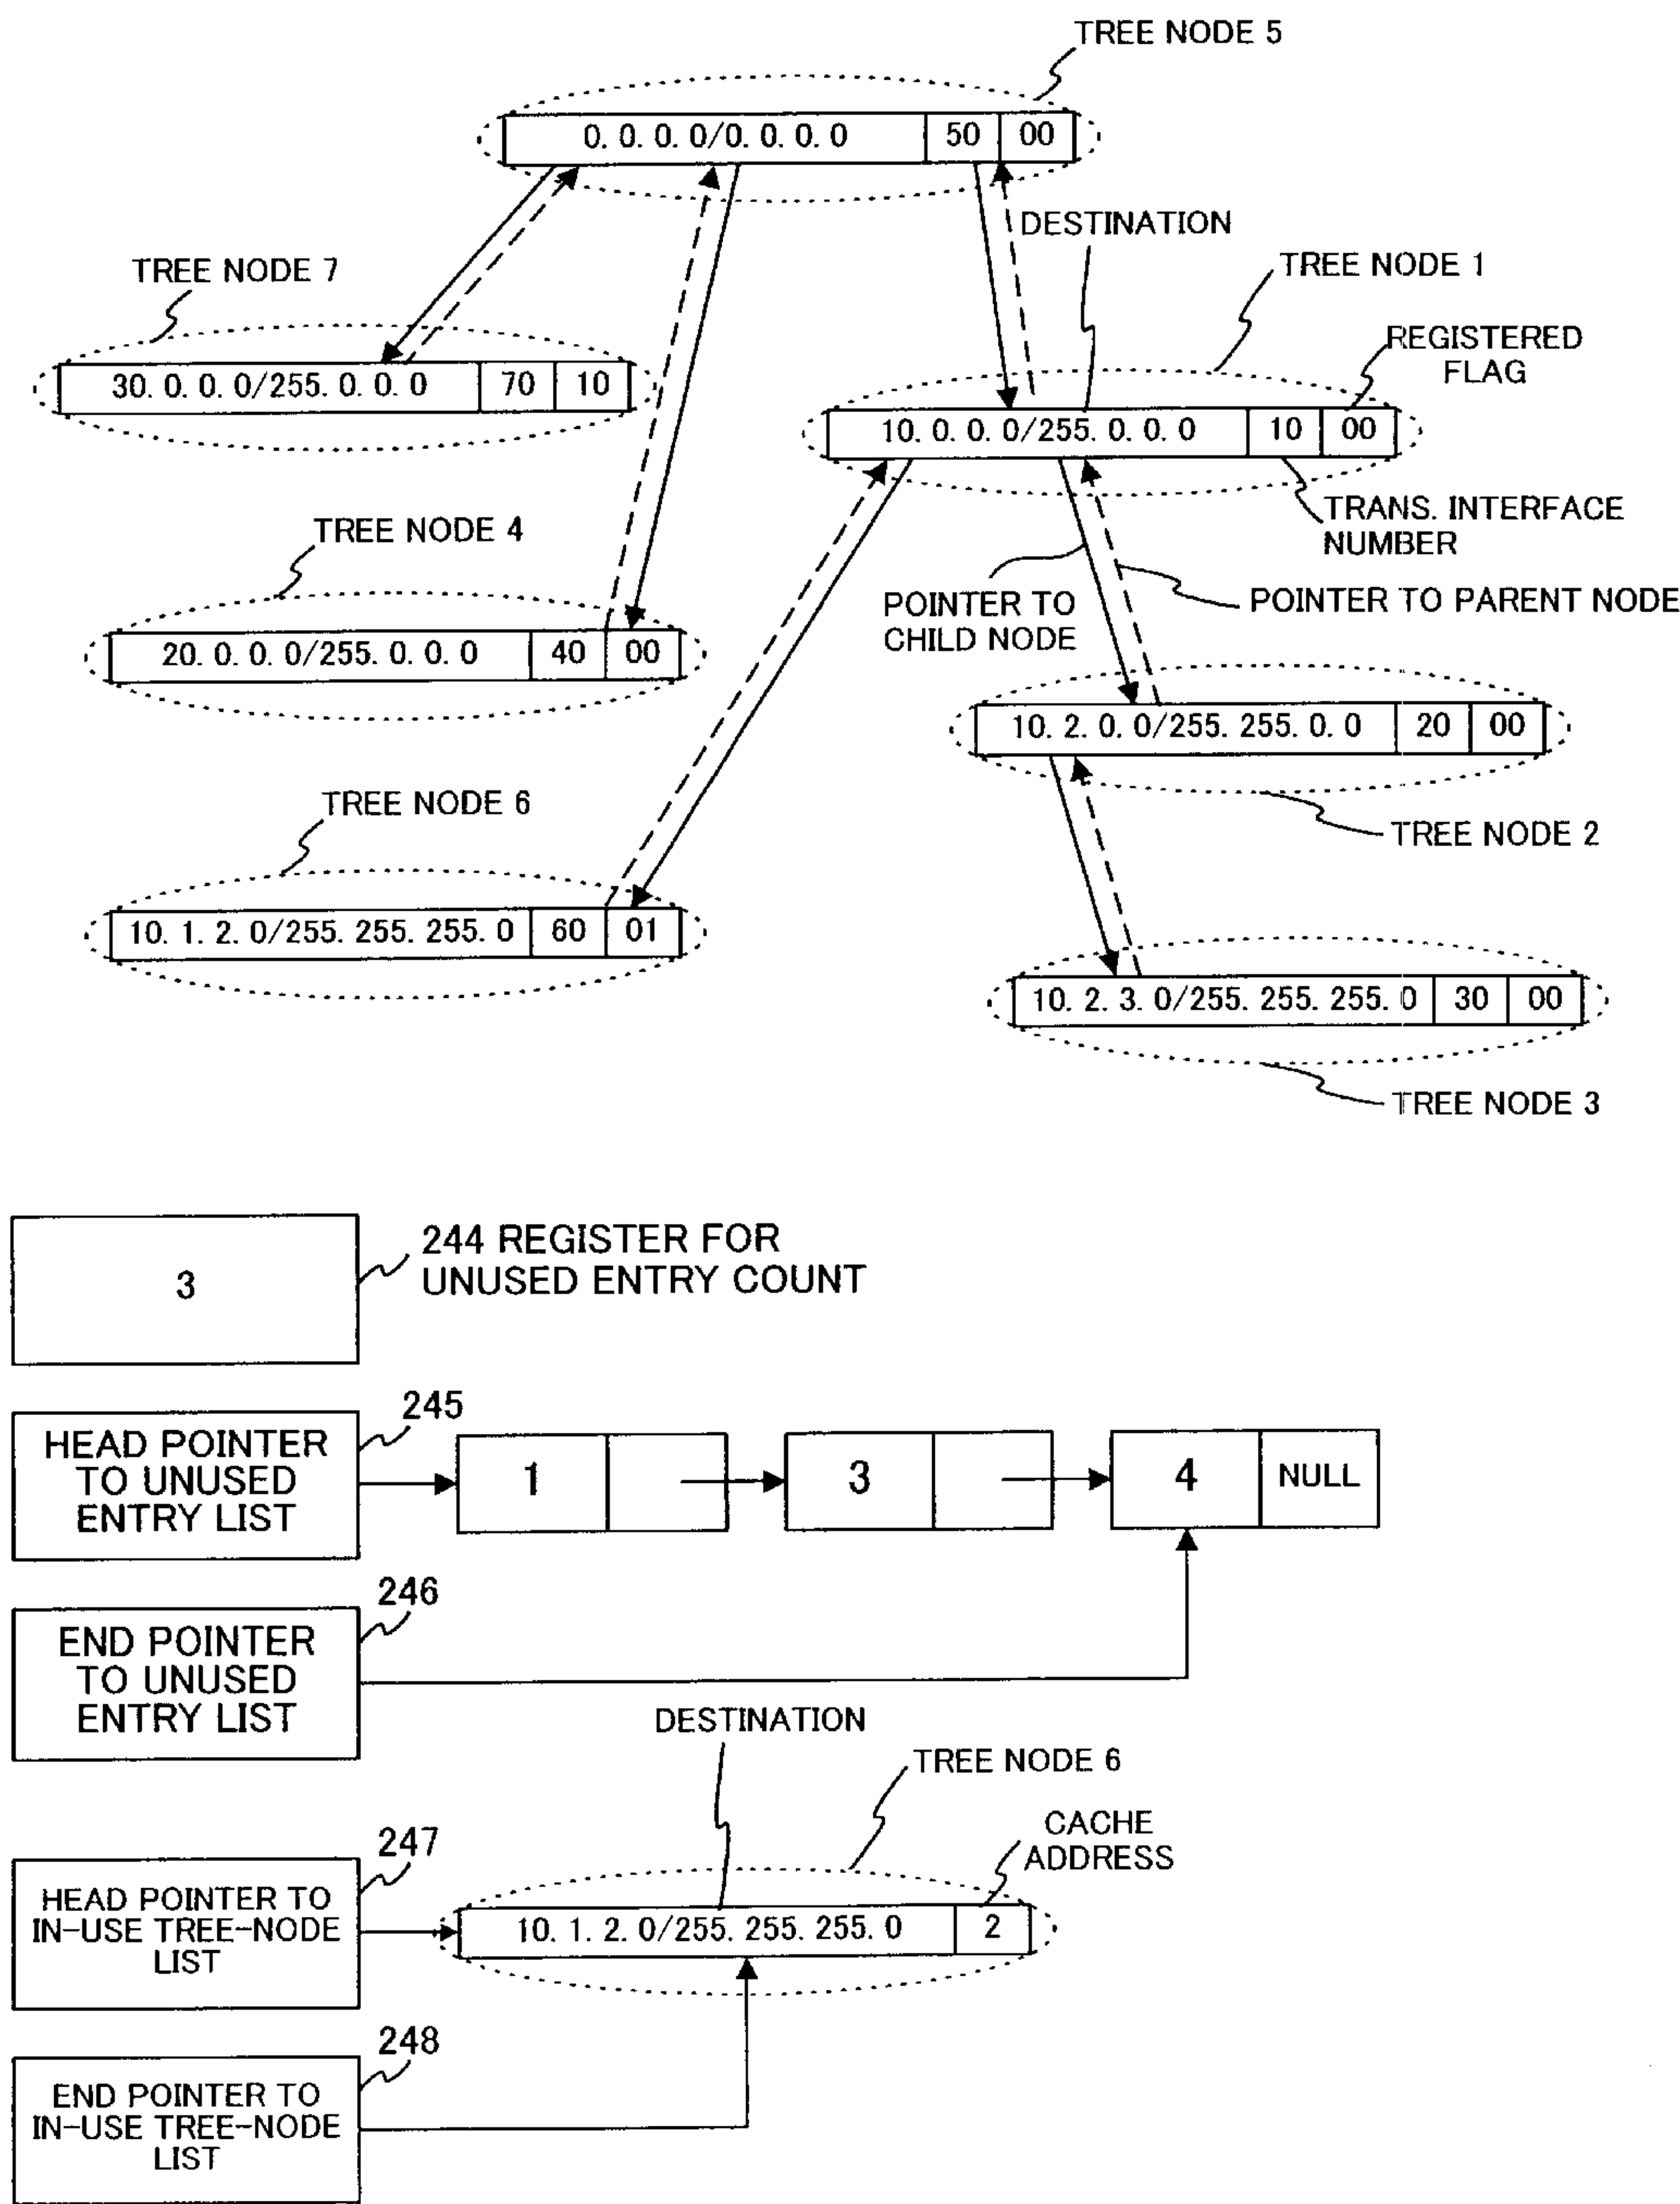 TREE NODE 5
0. 0. 0. 0/0. 0. 0. 0 50 00
DESTINATION
TREE NODE 7
TREE NODE 1
30. 0. 0. 0/255. 0. 0. 0 70 10
REGISTERED
FLAG
10. 0. 0. 0/255. 0. 0. 0 10 00
TREE NODE 4
TRANS. INTERFACE
NUMBER
POINTER TO
CHILD NODE
POINTER TO PARENT NODE
20. 0. 0. 0/255. 0. 0. 0 40 00
10. 2. 0. 0/255. 255. 0. 0 20 00
TREE NODE 6
TREE NODE 2
10. 1. 2. 0/255. 255. 255. 0 60 01
10. 2. 3. 0/255. 255. 255. 0 30 00
TREE NODE 3
3
244 REGISTER FOR
UNUSED ENTRY COUNT
245
HEAD POINTER
TO UNUSED
ENTRY LIST
1 3 4 NULL
246
END POINTER
TO UNUSED
ENTRY LIST
DESTINATION
TREE NODE 6
CACHE
ADDRESS
247
HEAD POINTER TO
IN-USE TREE-NODE
LIST
10. 1. 2. 0/255. 255. 255. 0 2
248
END POINTER TO
IN-USE TREE-NODE
LIST